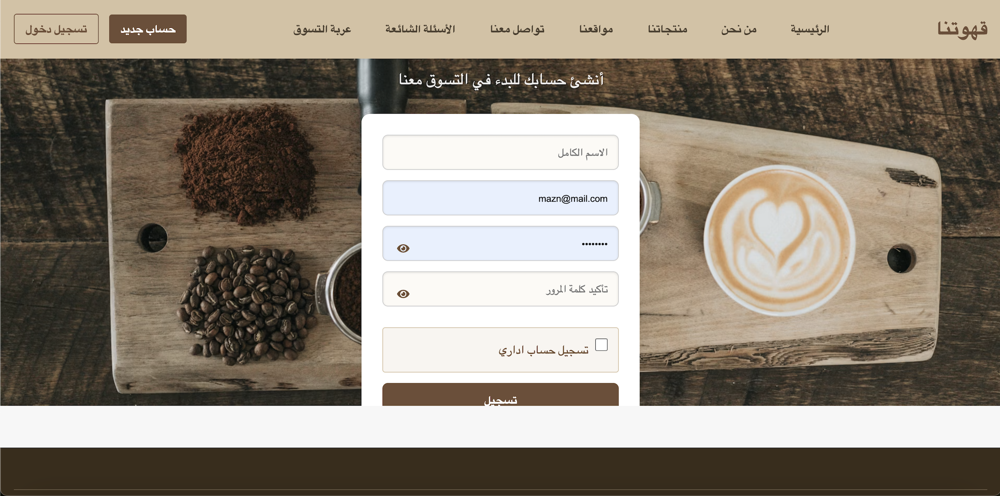 قهوتنا
الرئيسية
من نحن
منتجاتنا
مواقعنا
تواصل معنا
الأسئلة الشائعة
عربة التسوق
حساب جديد
تسجيل دخول
أنشئ حسابك للبدء في التسوق معنا
الاسم الكامل
mazn@mail.com
••••••••
تأكيد كلمة المرور
تسجيل حساب اداري
تسجيل